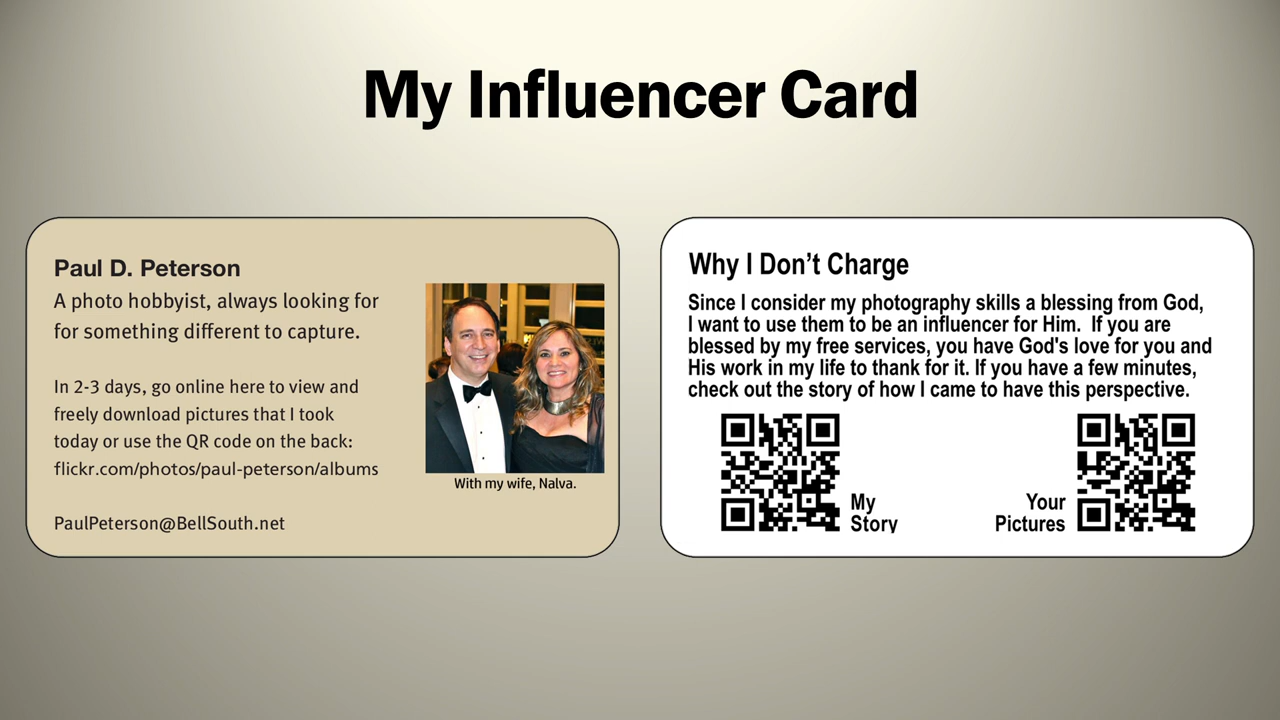 My Influencer Card
Paul D. Peterson
A photo hobbyist, always looking for
for something different to capture.
In 2-3 days, go online here to view and
freely download pictures that I took
today or use the QR code on the back:
flickr.com/photos/paul-peterson/albums
PaulPeterson@BellSouth.net
With my wife, Nalva.
Why I Don’t Charge
Since I consider my photography skills a blessing from God,
I want to use them to be an influencer for Him.  If you are
blessed by my free services, you have God's love for you and
His work in my life to thank for it. If you have a few minutes,
check out the story of how I came to have this perspective.
My
Story
Your
Pictures